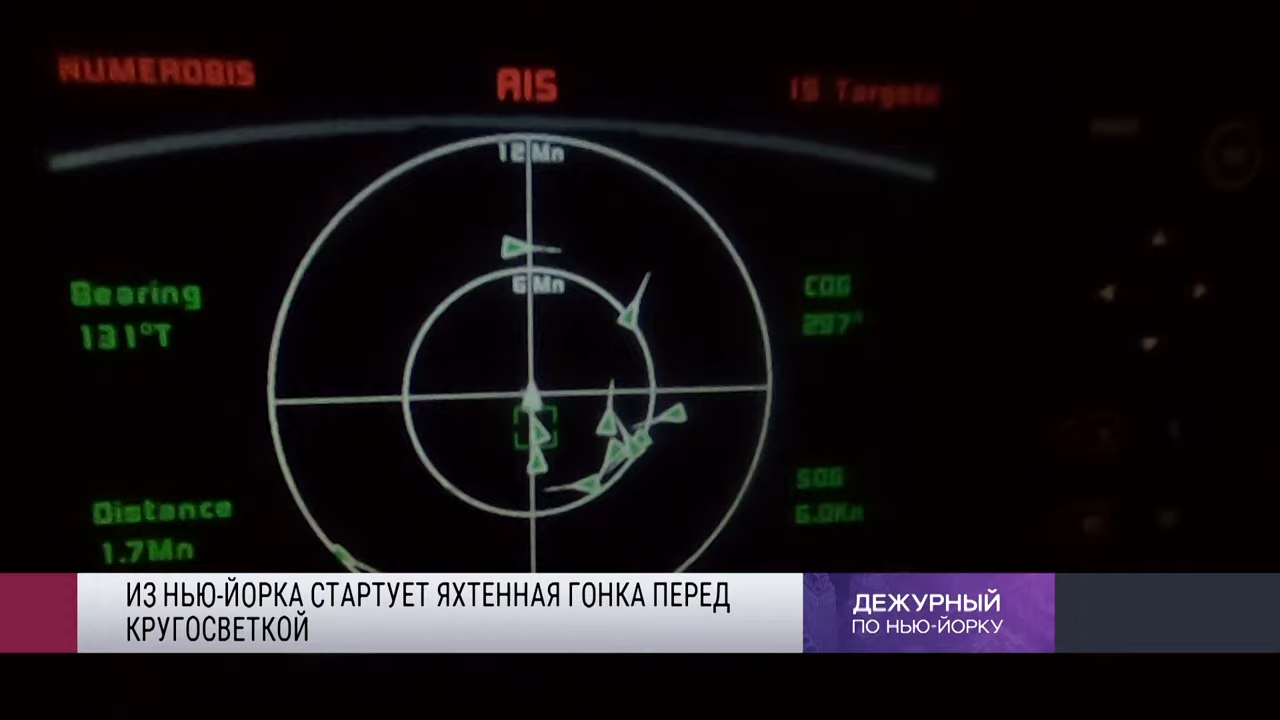 NUMEROBIS
AIS
15 Targets
12 Mn
6 Mn
Bearing
131°T
COG
297°
Distance
1.7Mn
SOG
6.0Kn
ИЗ НЬЮ-ЙОРКА СТАРТУЕТ ЯХТЕННАЯ ГОНКА ПЕРЕД
КРУГОСВЕТКОЙ
ДЕЖУРНЫЙ
ПО НЬЮ-ЙОРКУ